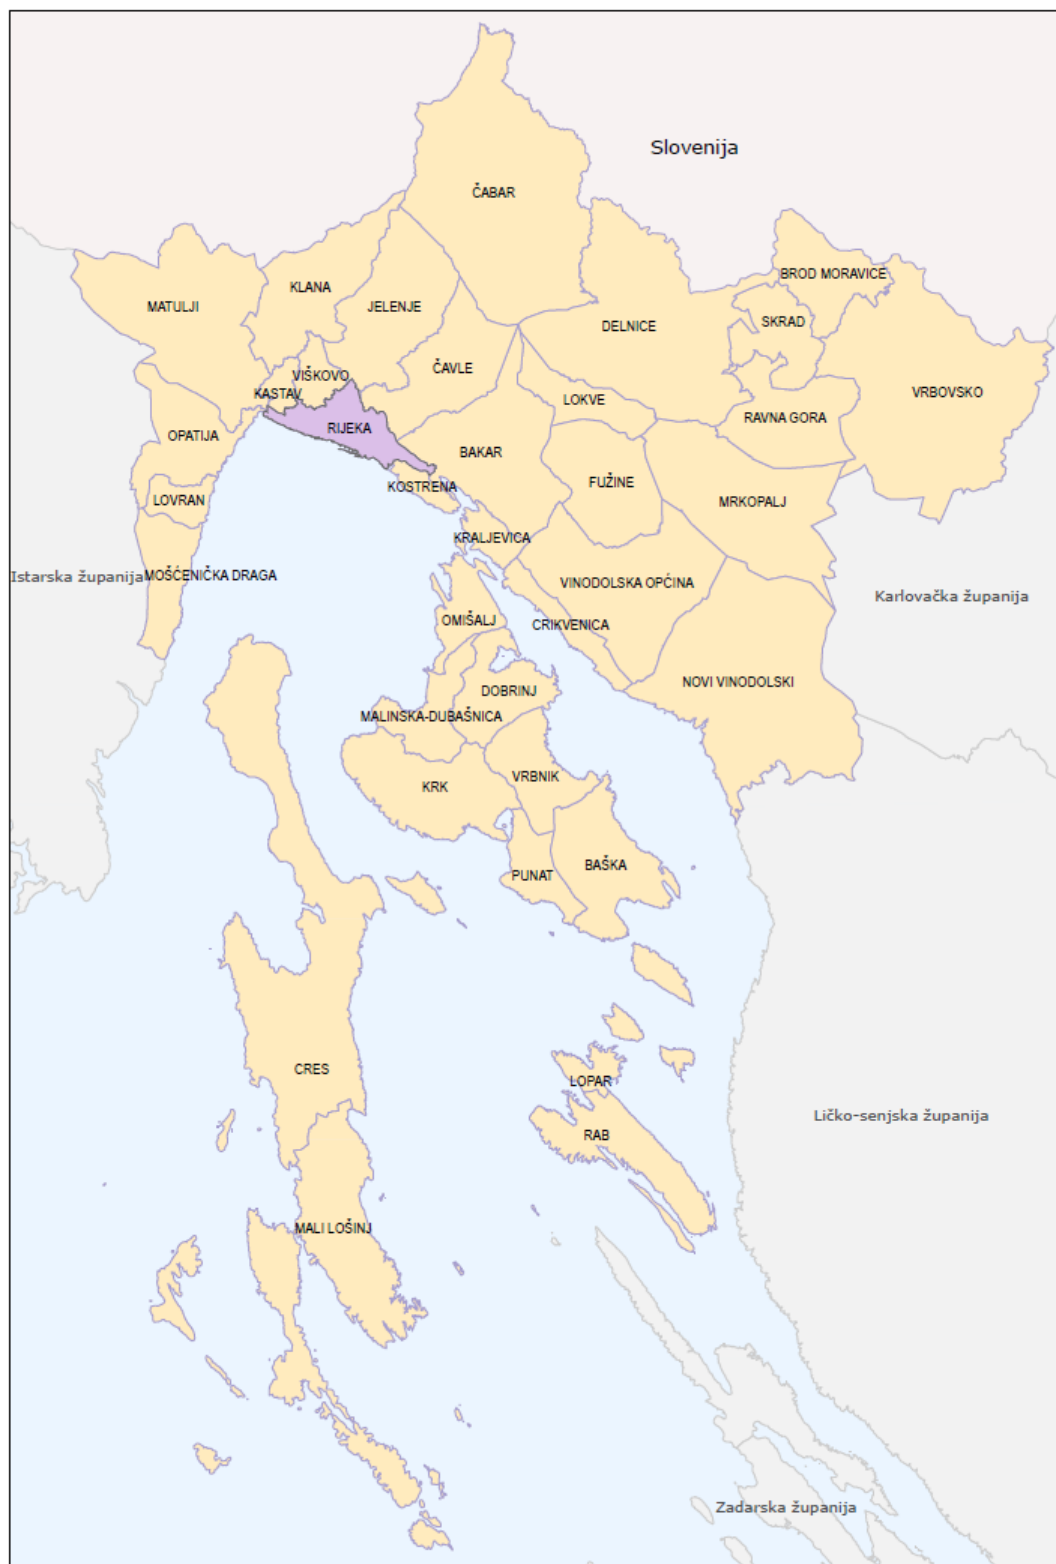 Slovenija
ČABAR
BROD MORAVICE
KLANA
MATULJI
JELENJE
SKRAD
DELNICE
ČAVLE
VIŠKOVO
KASTAV
VRBOVSKO
LOKVE
RAVNA GORA
RIJEKA
OPATIJA
BAKAR
MRKOPALJ
FUŽINE
KOSTRENA
LOVRAN
KRALJEVICA
Istarska županija
MOŠĆENIČKA DRAGA
VINODOLSKA OPĆINA
Karlovačka županija
OMIŠALJ
CRIKVENICA
NOVI VINODOLSKI
DOBRINJ
MALINSKA-DUBAŠNICA
VRBNIK
KRK
BAŠKA
PUNAT
CRES
LOPAR
Ličko-senjska županija
RAB
MALI LOŠINJ
Zadarska županija